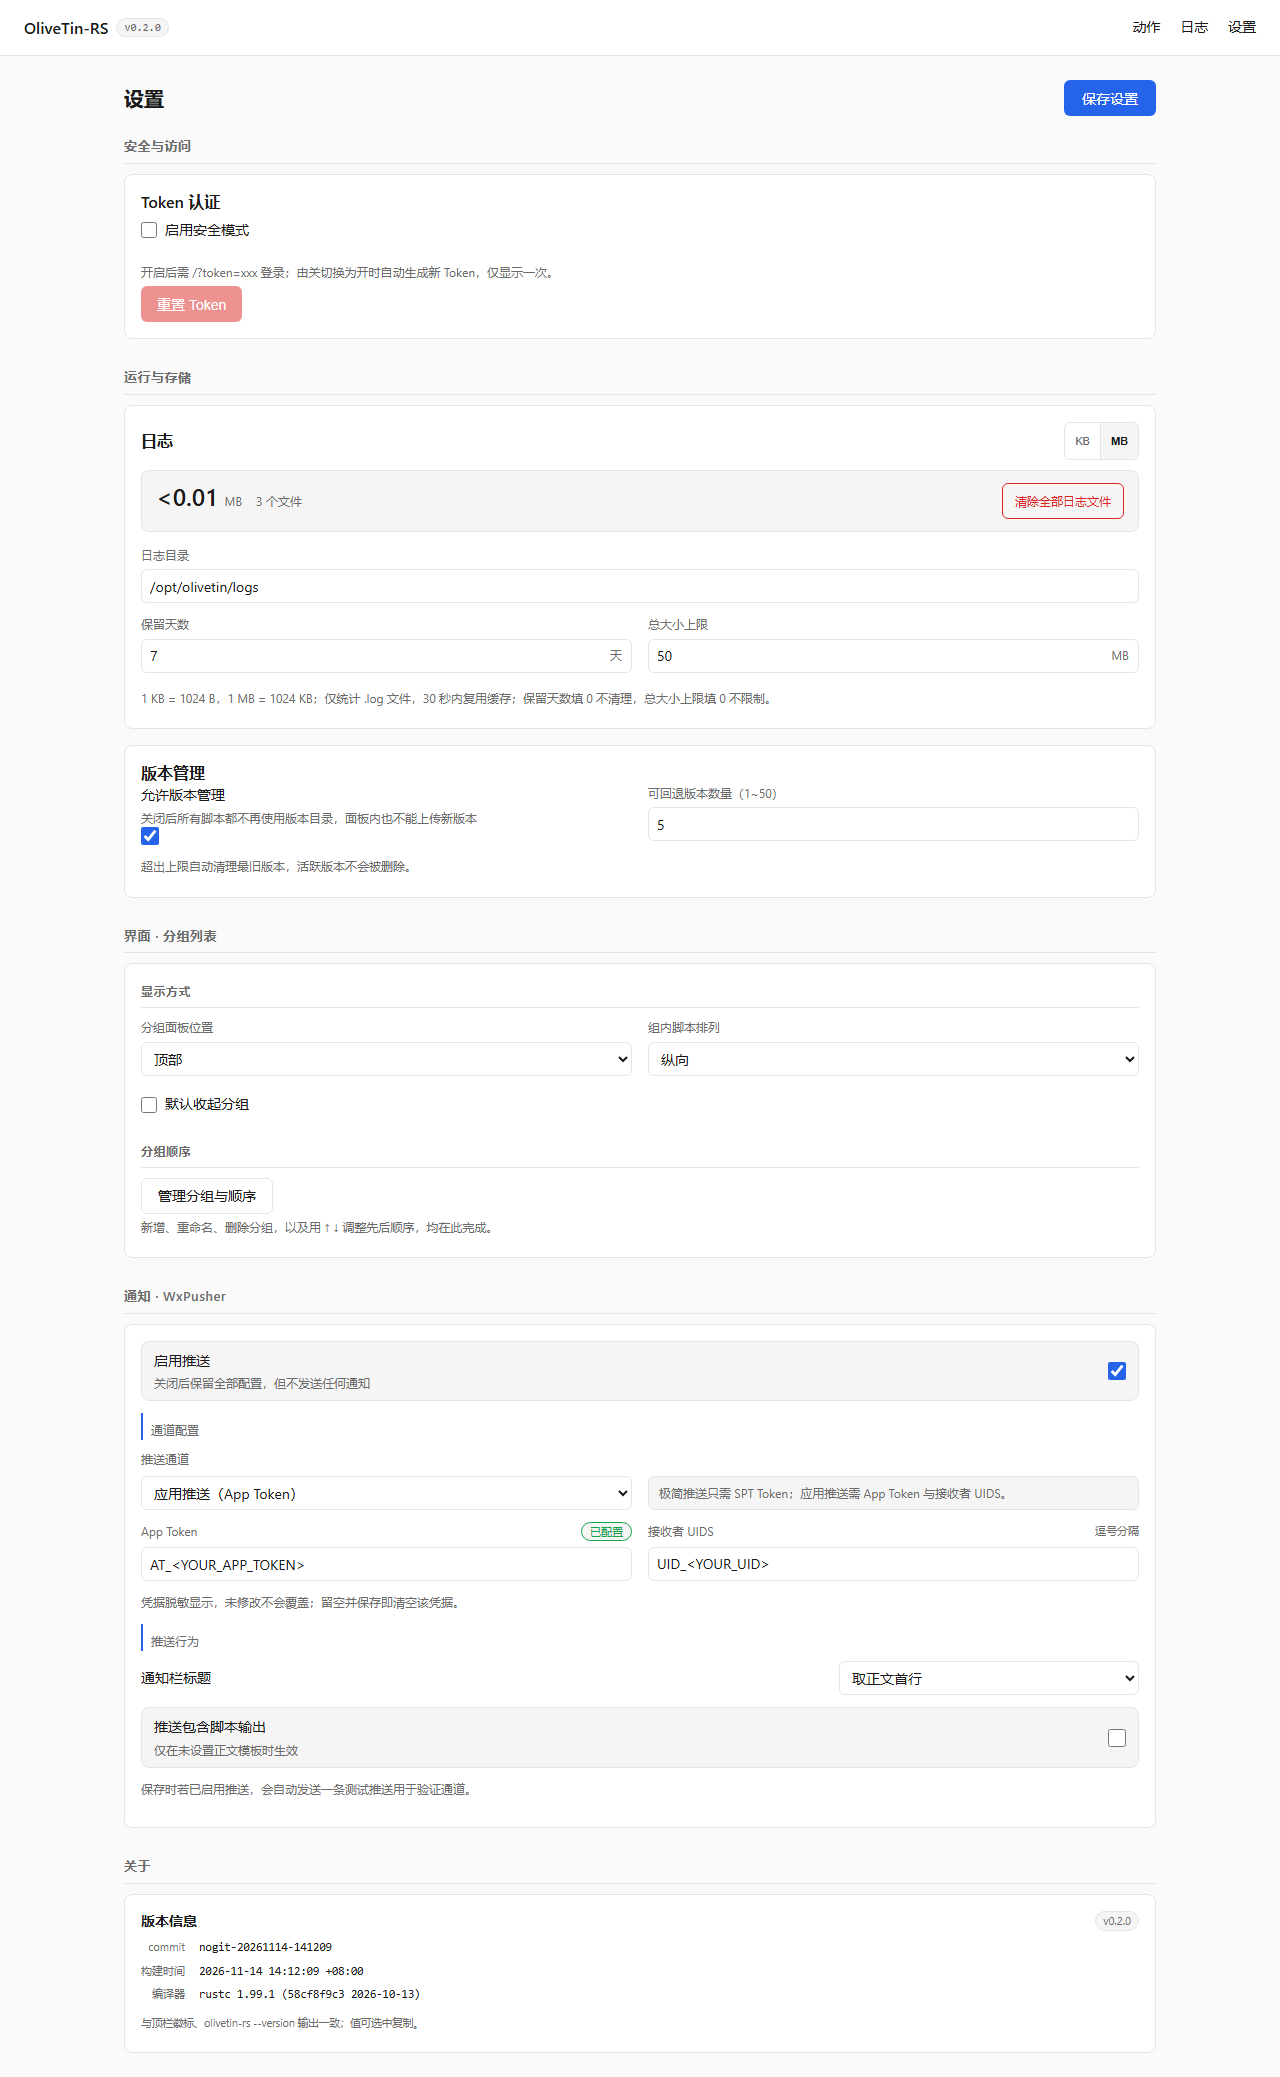 OliveTin-RS v0.2.0 动作 日志 设置
设置 保存设置
安全与访问
Token 认证
启用安全模式
开启后需 /?token=xxx 登录；由关切换为开时自动生成新 Token，仅显示一次。
重置 Token
运行与存储
日志 KB MB
<0.01 MB 3 个文件 清除全部日志文件
日志目录
/opt/olivetin/logs
保留天数 总大小上限
7 天 50 MB
1 KB = 1024 B，1 MB = 1024 KB；仅统计 .log 文件，30 秒内复用缓存；保留天数填 0 不清理，总大小上限填 0 不限制。
版本管理
允许版本管理 可回退版本数量（1~50）
关闭后所有脚本都不再使用版本目录，面板内也不能上传新版本
5
超出上限自动清理最旧版本，活跃版本不会被删除。
界面 · 分组列表
显示方式
分组面板位置 组内脚本排列
顶部 纵向
默认收起分组
分组顺序
管理分组与顺序
新增、重命名、删除分组，以及用 ↑↓ 调整先后顺序，均在此完成。
通知 · WxPusher
启用推送
关闭后保留全部配置，但不发送任何通知
通道配置
推送通道
应用推送（App Token） 极简推送只需 SPT Token；应用推送需 App Token 与接收者 UIDS。
App Token 已配置 接收者 UIDS 逗号分隔
AT_<YOUR_APP_TOKEN> UID_<YOUR_UID>
凭据脱敏显示，未修改不会覆盖；留空并保存即清空该凭据。
推送行为
通知栏标题 取正文首行
推送包含脚本输出
仅在未设置正文模板时生效
保存时若已启用推送，会自动发送一条测试推送用于验证通道。
关于
版本信息 v0.2.0
commit nogit-20261114-141209
构建时间 2026-11-14 14:12:09 +08:00
编译器 rustc 1.99.1 (58cf8f9c3 2026-10-13)
与顶栏徽标、olivetin-rs --version 输出一致；值可选中复制。